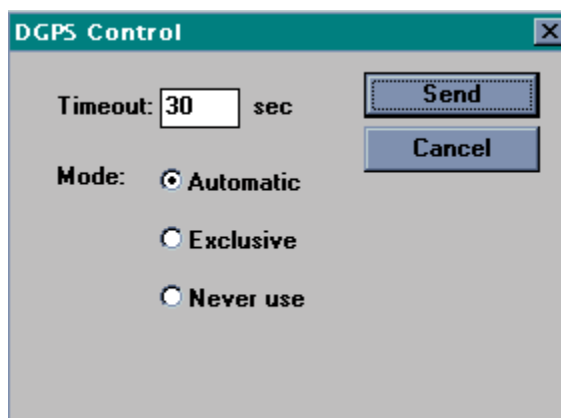 DGPS Control
Timeout: 30 sec
Send
Cancel
Mode:
Automatic
Exclusive
Never use